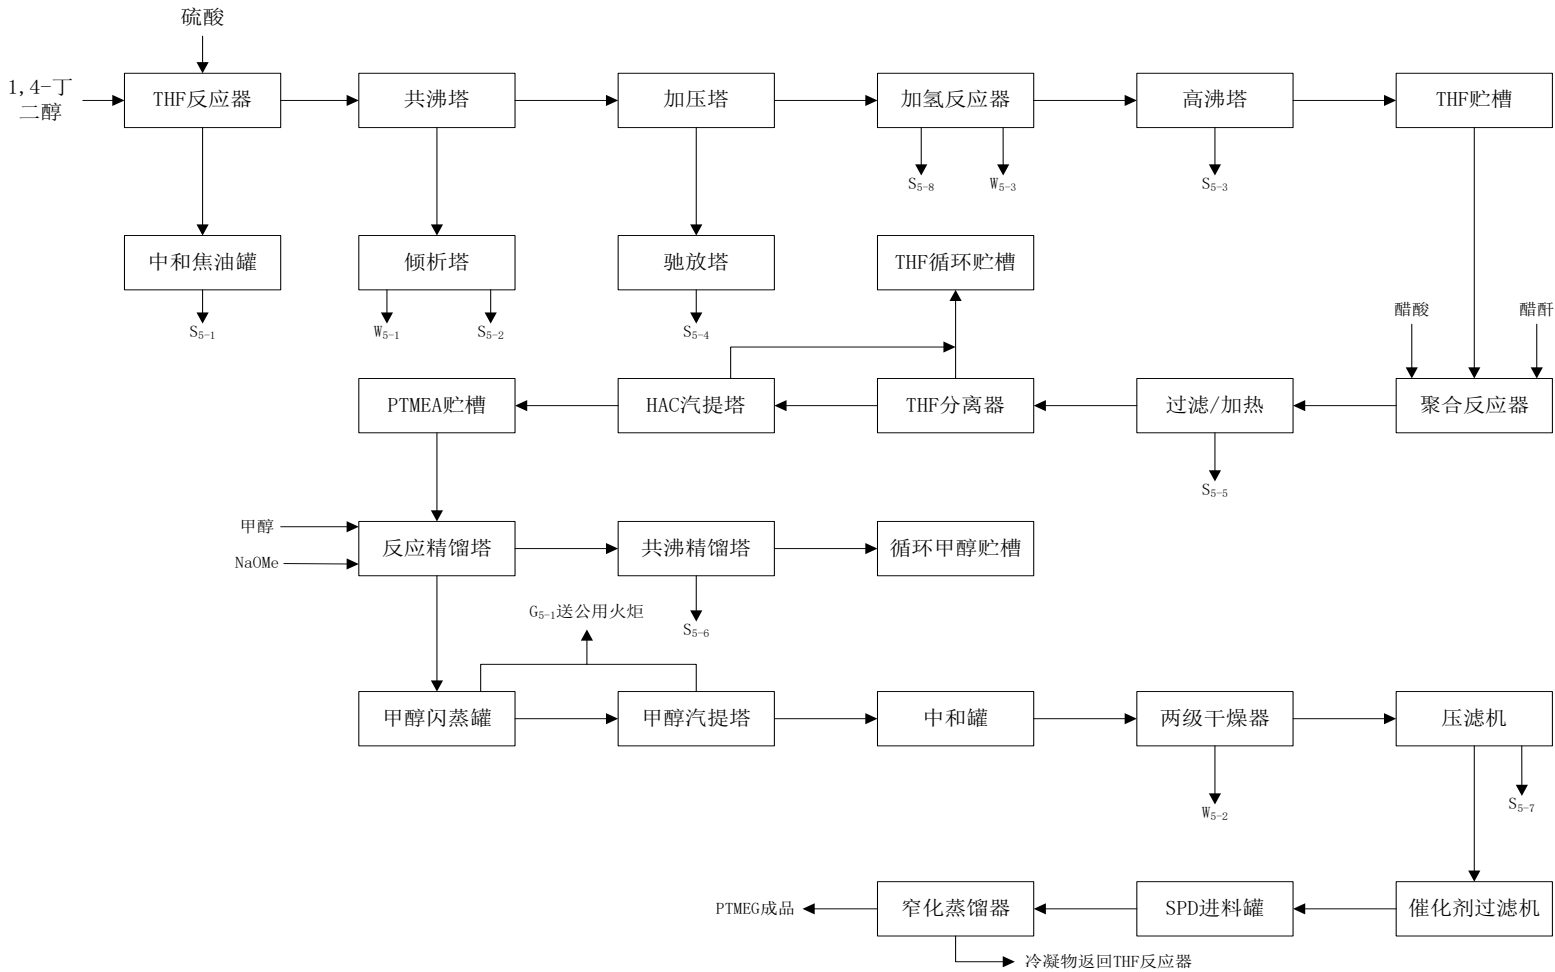 硫酸
1,4-丁
二醇
THF反应器
共沸塔
加压塔
加氢反应器
高沸塔
THF贮槽
S5-8
W5-3
S5-3
中和焦油罐
倾析塔
驰放塔
THF循环贮槽
S5-1
W5-1
S5-2
S5-4
醋酸
醋酐
PTMEA贮槽
HAC汽提塔
THF分离器
过滤/加热
聚合反应器
S5-5
甲醇
NaOMe
反应精馏塔
共沸精馏塔
循环甲醇贮槽
G5-1送公用火炬
S5-6
甲醇闪蒸罐
甲醇汽提塔
中和罐
两级干燥器
压滤机
W5-2
S5-7
PTMEG成品
窄化蒸馏器
SPD进料罐
催化剂过滤机
冷凝物返回THF反应器